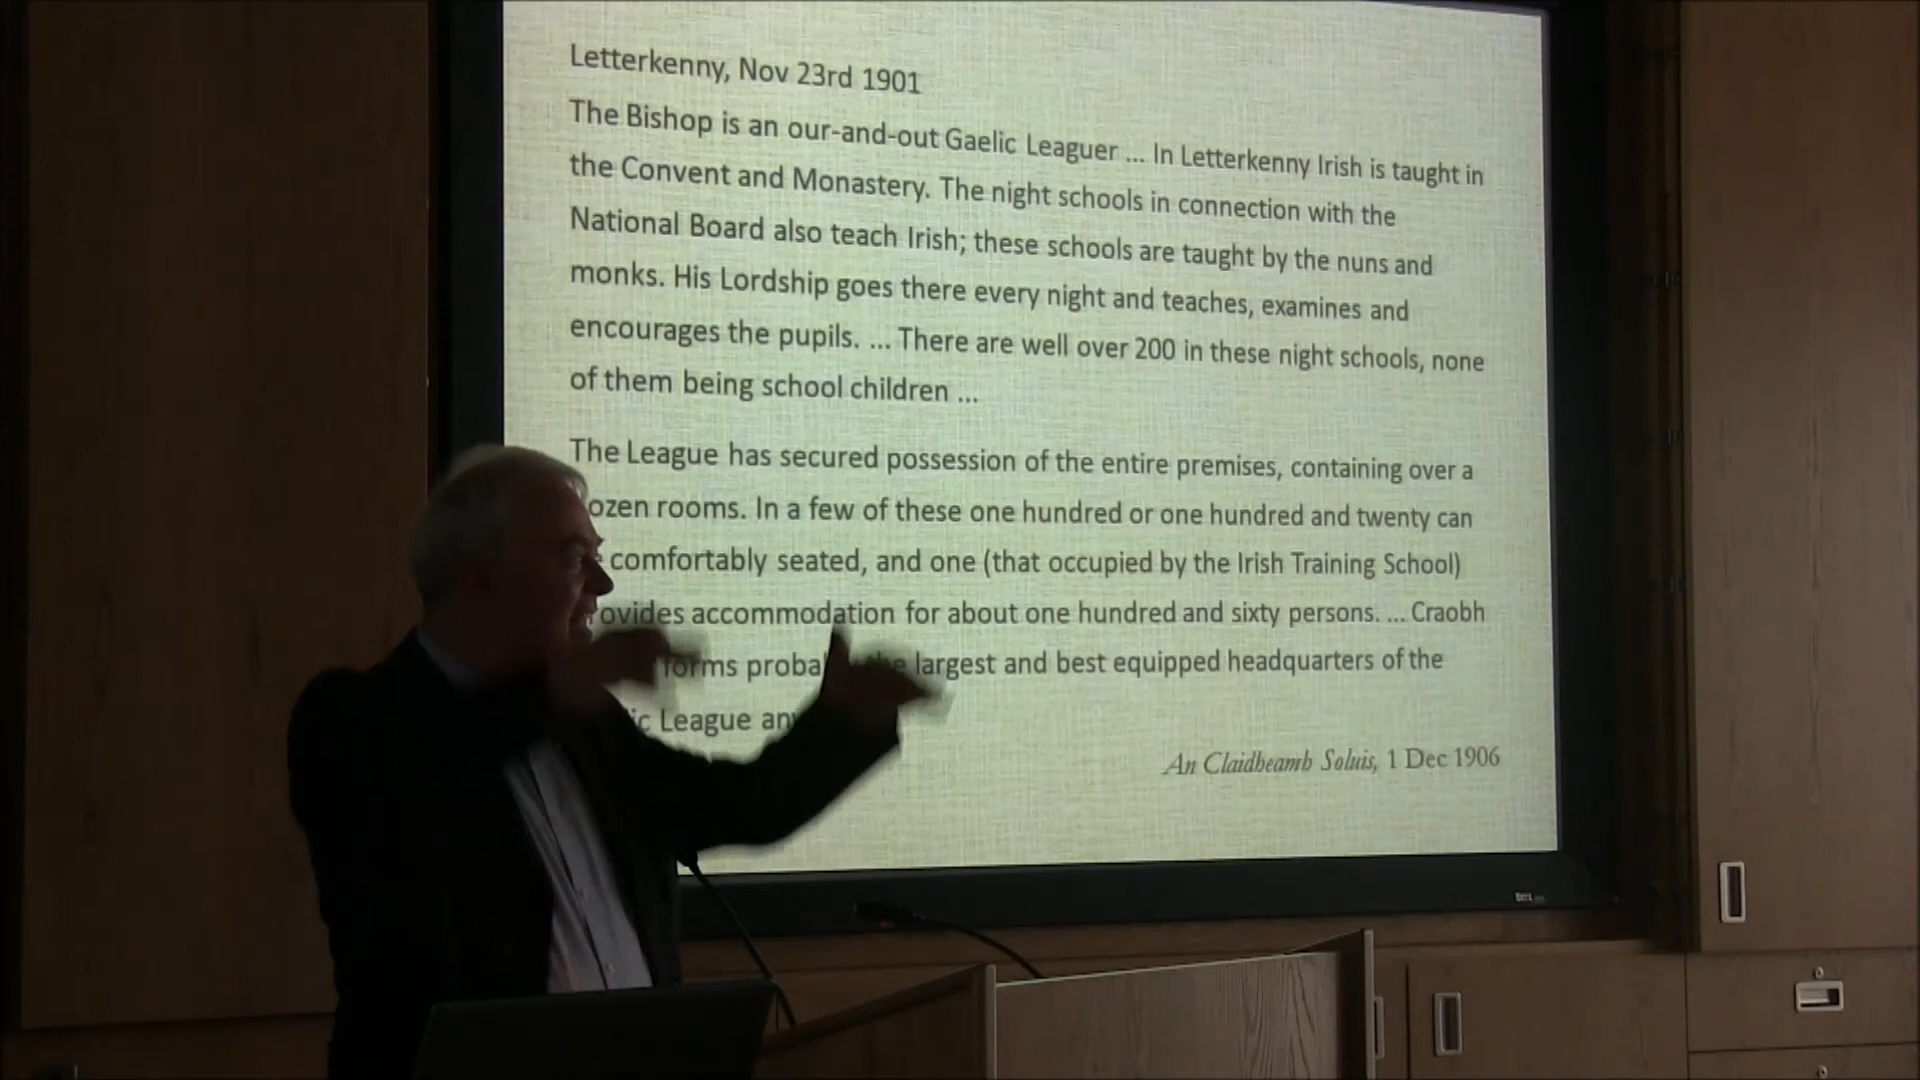 Letterkenny, Nov 23rd 1901
The Bishop is an our-and-out Gaelic Leaguer ... In Letterkenny Irish is taught in
the Convent and Monastery. The night schools in connection with the
National Board also teach Irish; these schools are taught by the nuns and
monks. His Lordship goes there every night and teaches, examines and
encourages the pupils. ... There are well over 200 in these night schools, none
of them being school children ...
The League has secured possession of the entire premises, containing over a
ozen rooms. In a few of these one hundred or one hundred and twenty can
comfortably seated, and one (that occupied by the Irish Training School)
rovides accommodation for about one hundred and sixty persons. ... Craobh
forms largest and best equipped headquarters of the
League
An Claidheamh Soluis, 1 Dec 1906